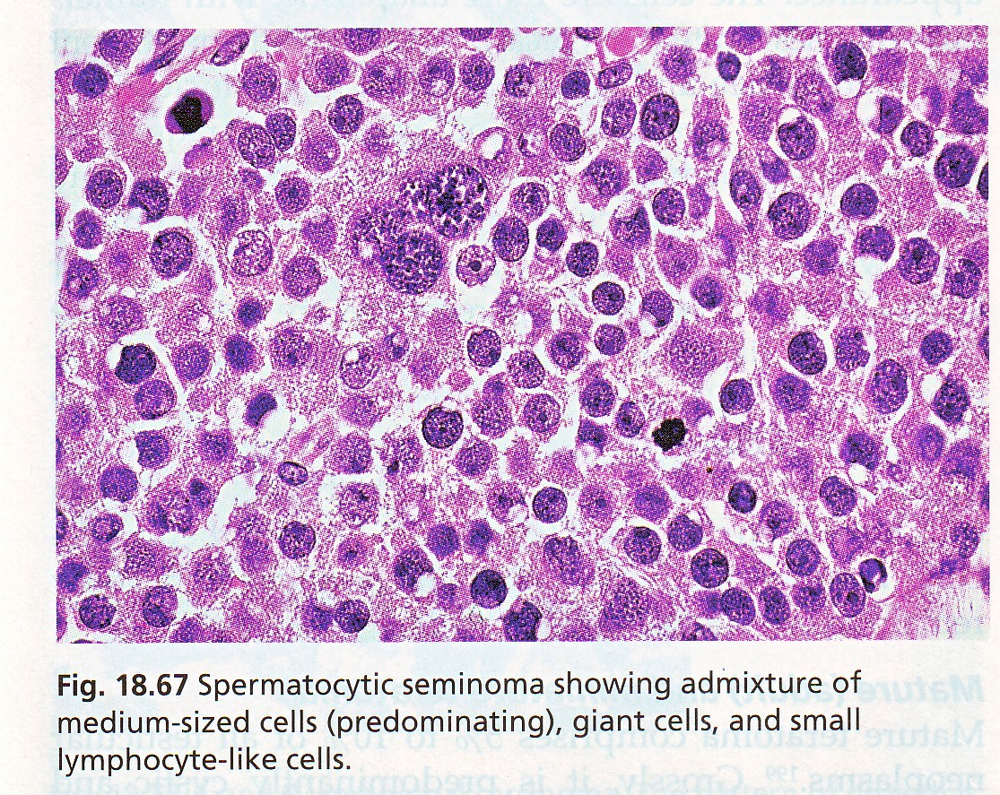 Fig. 18.67 Spermatocytic seminoma showing admixture of
medium-sized cells (predominating), giant cells, and small
lymphocyte-like cells.